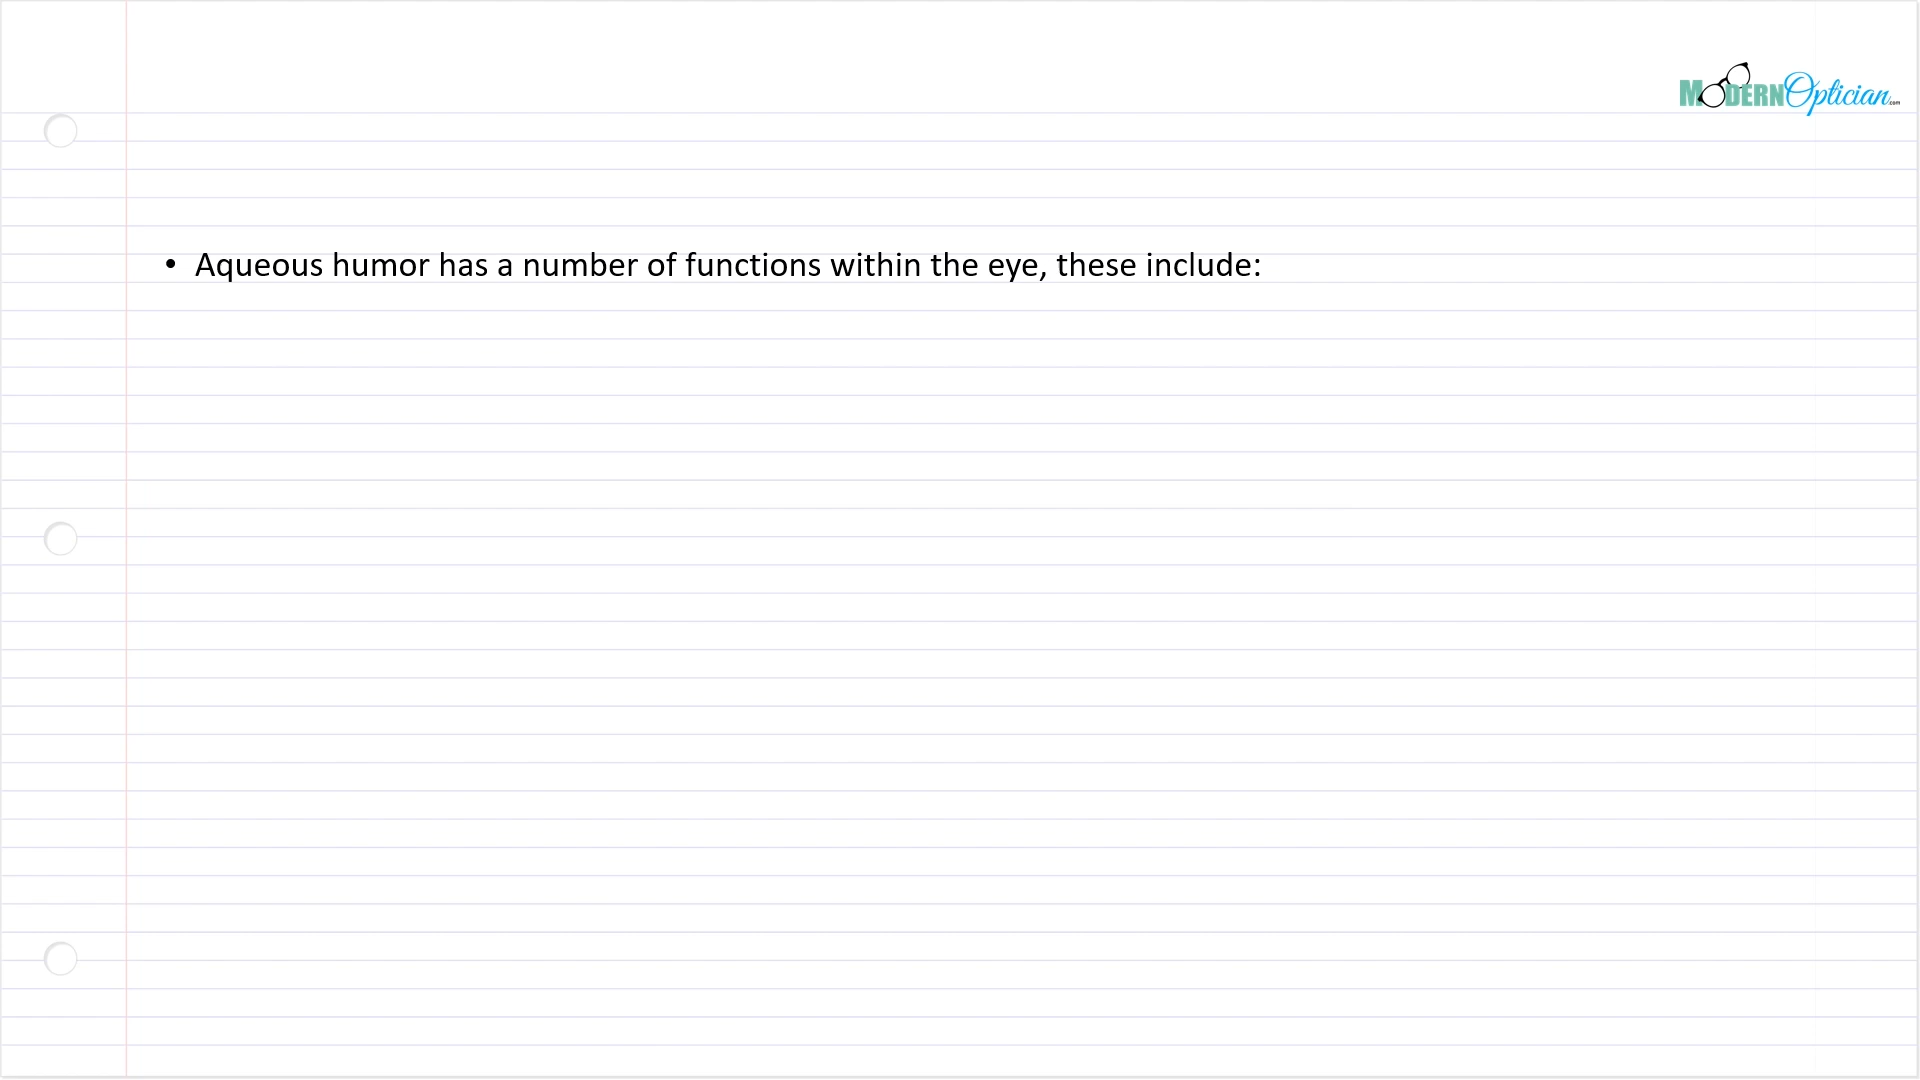 MODERNOptician.com
• Aqueous humor has a number of functions within the eye, these include: